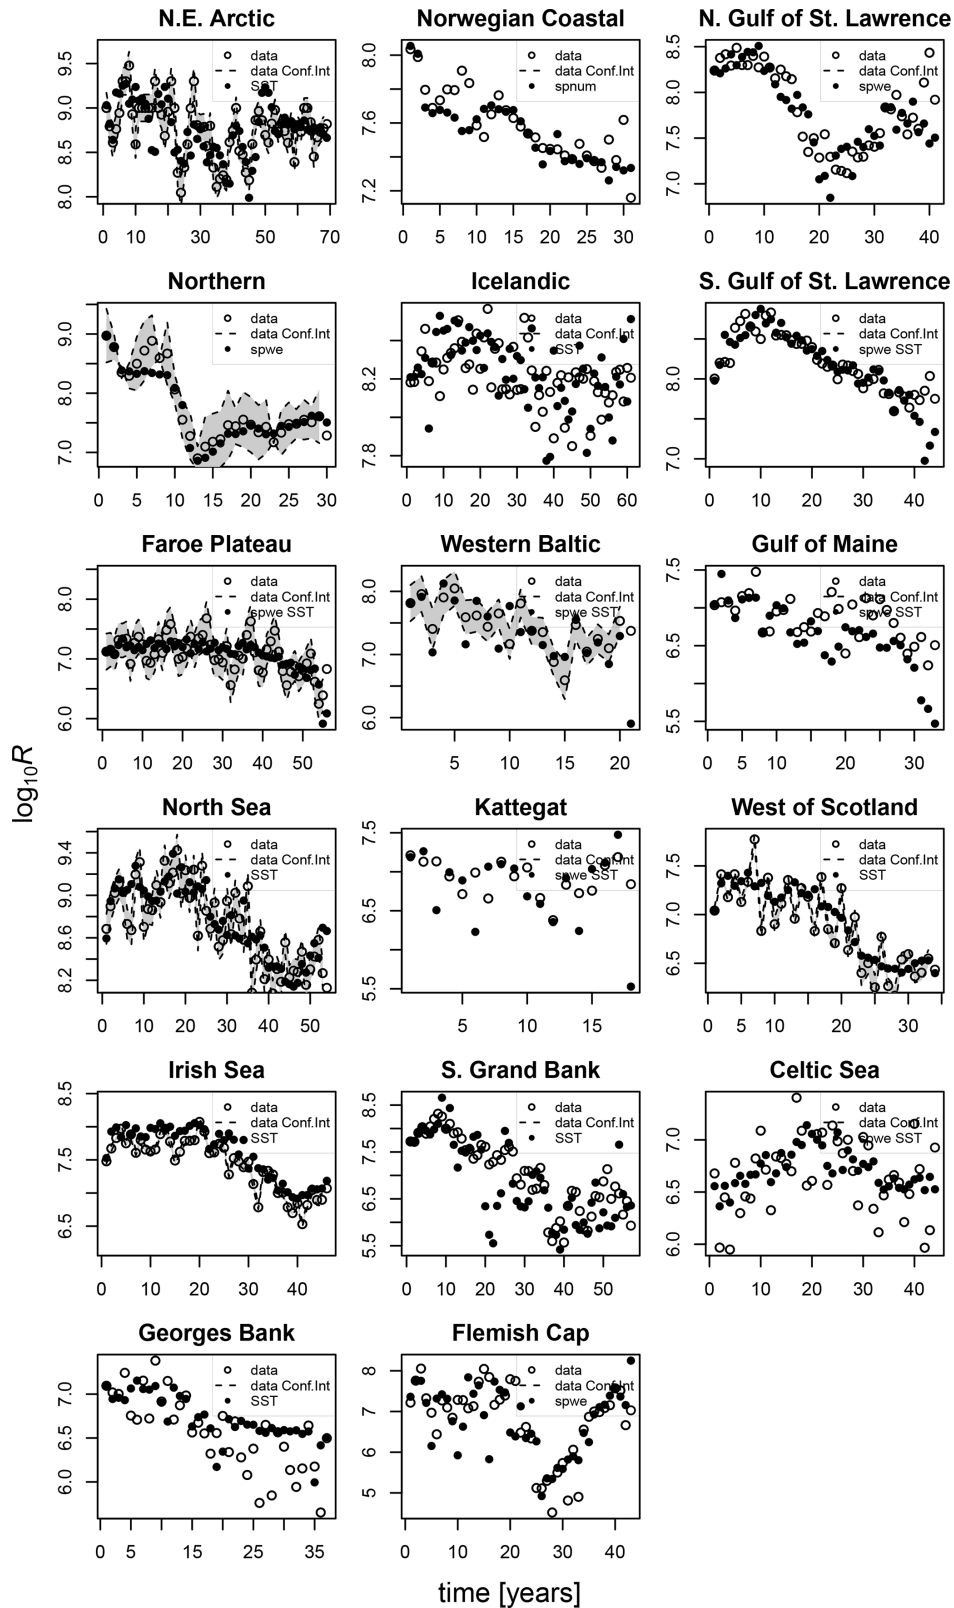 N.E. Arctic
9.5
9.0
8.5
8.0
data
data Conf.Int
SST
0 10 30 50 70
Norwegian Coastal
8.0
7.6
7.2
data
data Conf.Int
spnum
0 5 10 15 20 25 30
N. Gulf of St. Lawrence
8.5
8.0
7.5
7.0
data
data Conf.Int
spwe
0 10 20 30 40
Northern
9.0
8.0
7.0
data
data Conf.Int
spwe
0 5 10 15 20 25 30
Icelandic
8.2
7.8
data
data Conf.Int
SST
0 10 20 30 40 50 60
S. Gulf of St. Lawrence
8.0
7.0
data
data Conf.Int
spwe SST
0 10 20 30 40
Faroe Plateau
8.0
7.0
6.0
data
data Conf.Int
spwe SST
0 10 20 30 40 50
Western Baltic
8.0
7.0
6.0
data
data Conf.Int
spwe SST
5 10 15 20
Gulf of Maine
7.5
6.5
5.5
data
data Conf.Int
spwe SST
0 10 20 30
log10R
North Sea
9.4
9.0
8.6
8.2
data
data Conf.Int
SST
0 10 20 30 40 50
Kattegat
7.5
6.5
5.5
data
data Conf.Int
spwe SST
5 10 15
West of Scotland
7.5
7.0
6.5
data
data Conf.Int
SST
0 5 10 20 30
Irish Sea
8.5
7.5
6.5
data
data Conf.Int
SST
0 10 20 30 40
S. Grand Bank
8.5
7.5
6.5
5.5
data
data Conf.Int
SST
0 10 20 30 40 50
Celtic Sea
7.0
6.5
6.0
data
data Conf.Int
spwe SST
0 10 20 30 40
Georges Bank
7.0
6.5
6.0
data
data Conf.Int
SST
0 5 15 25 35
Flemish Cap
8
7
6
5
data
data Conf.Int
spwe
0 10 20 30 40
time [years]